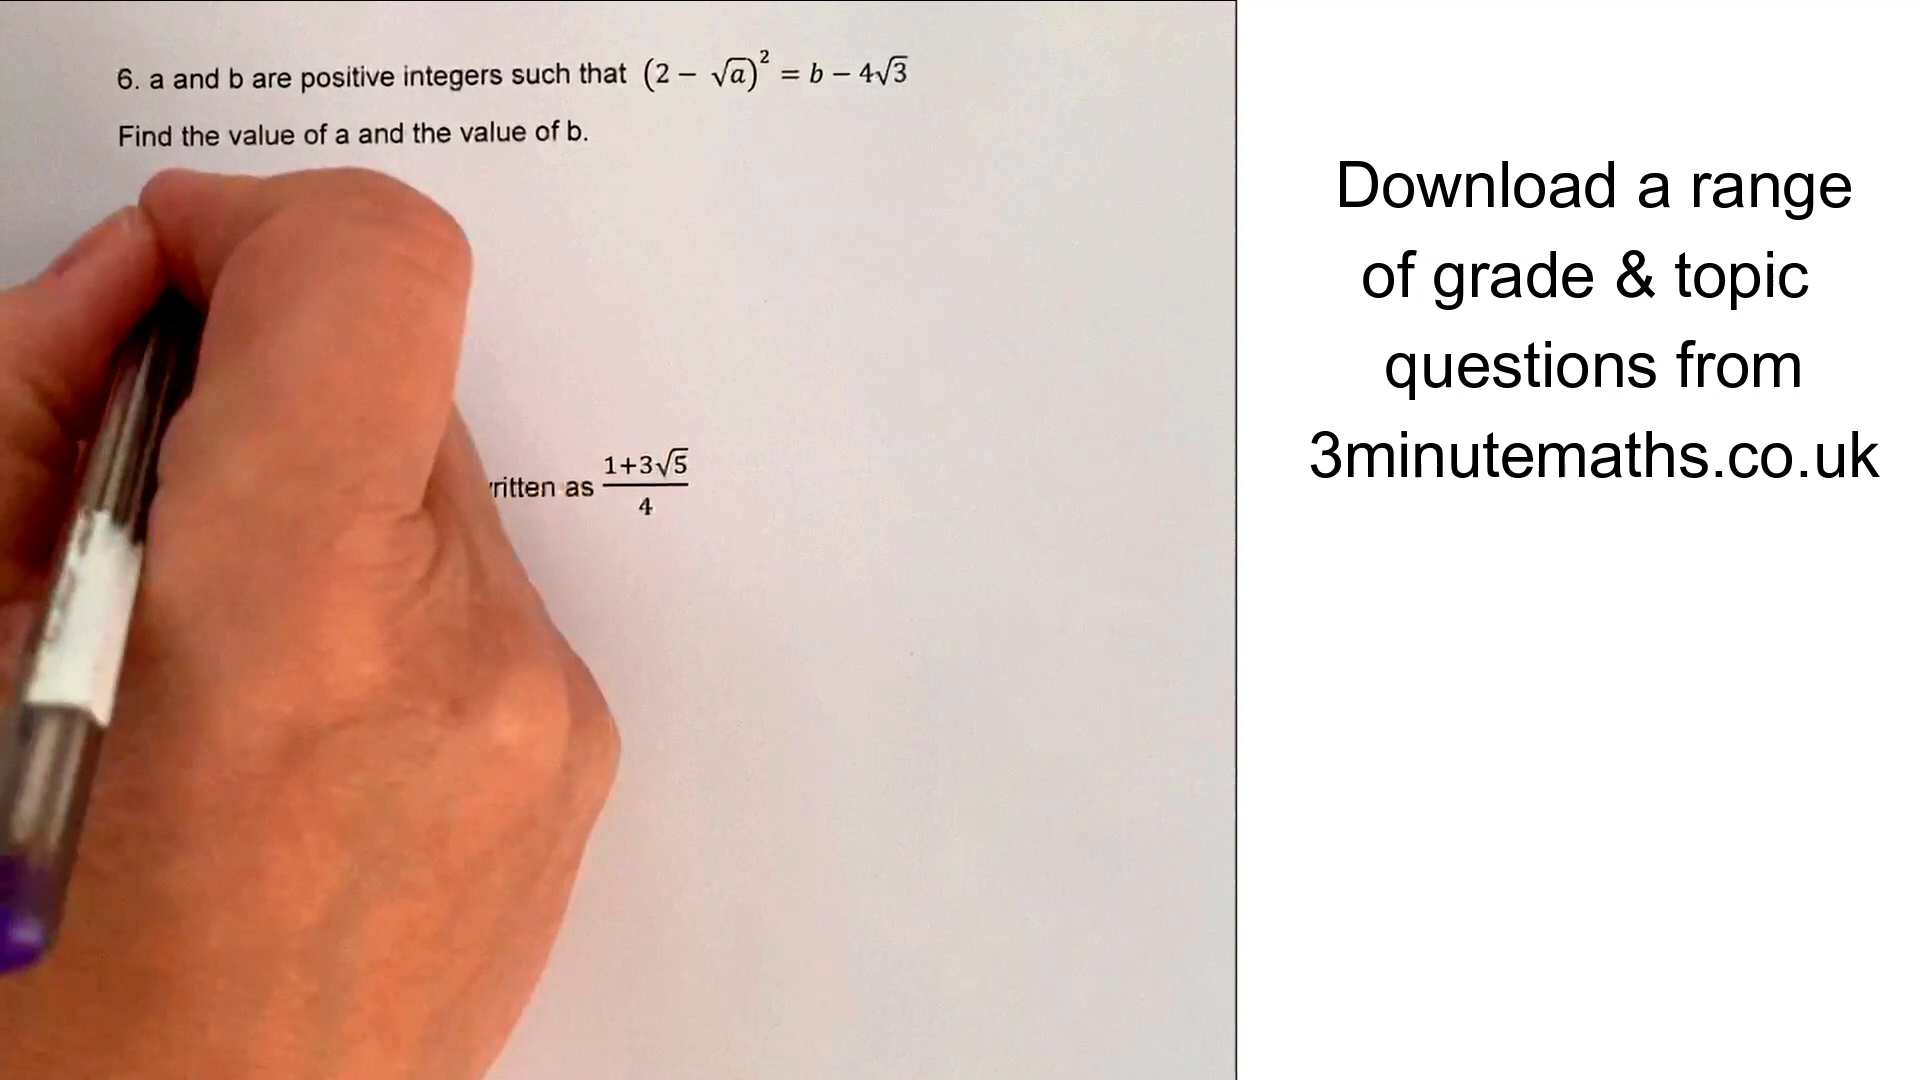 6. a and b are positive integers such that (2 − √a)² = b − 4√3
Find the value of a and the value of b.
ritten as (1+3√5)/4
Download a range
of grade & topic
questions from
3minutemaths.co.uk